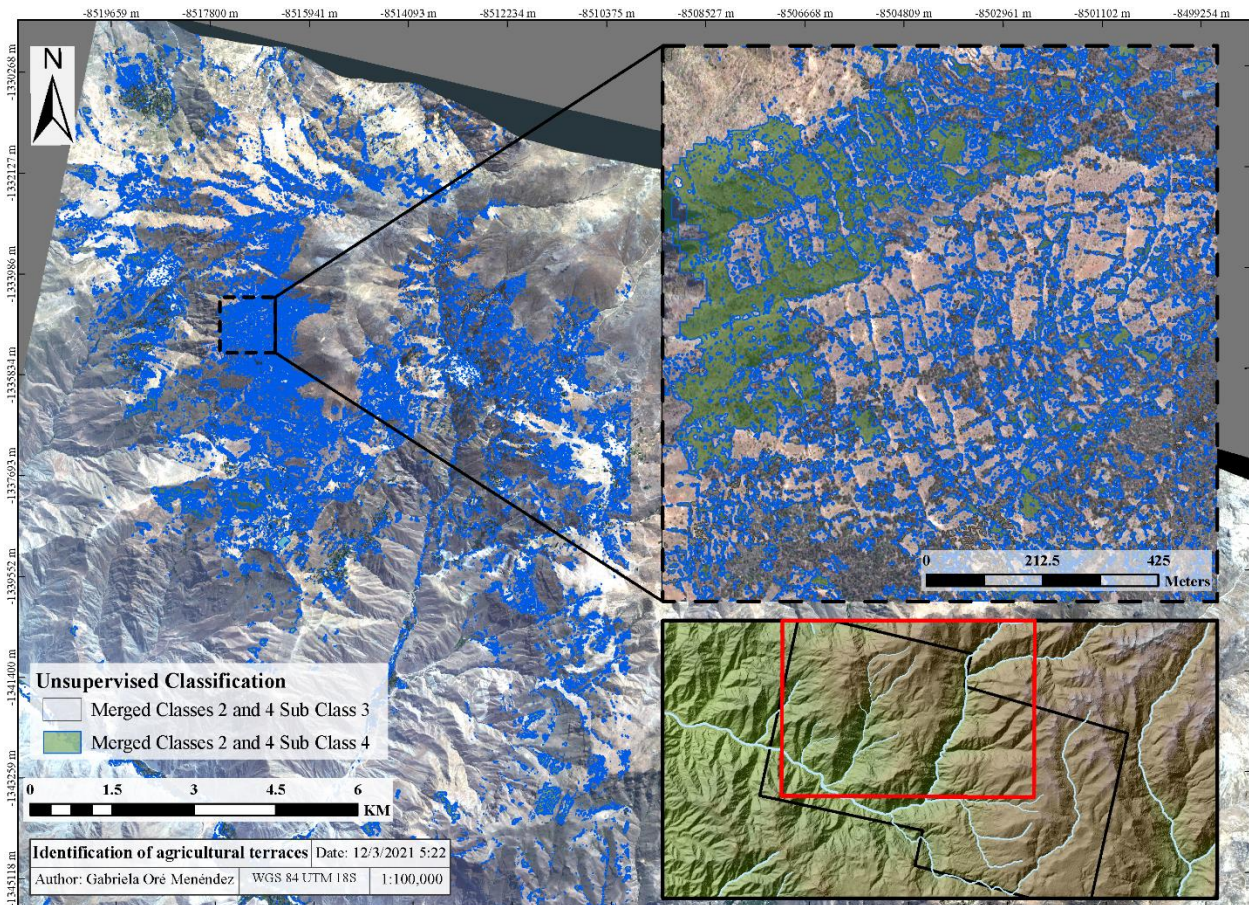 -8519659 m
-8517800 m
-8515941 m
-8514093 m
-8512234 m
-8510375 m
-8508527 m
-8506668 m
-8504809 m
-8502961 m
-8501102 m
-8499254 m
-1330268 m
-1332127 m
-1333986 m
-1335834 m
-1337693 m
-1339552 m
-1341400 m
-1343259 m
-1345118 m
N
0 212.5 425
Meters
Unsupervised Classification
Merged Classes 2 and 4 Sub Class 3
Merged Classes 2 and 4 Sub Class 4
0 1.5 3 4.5 6
KM
Identification of agricultural terraces Date: 12/3/2021 5:22
Author: Gabriela Oré Menéndez WGS 84 UTM 18S 1:100,000